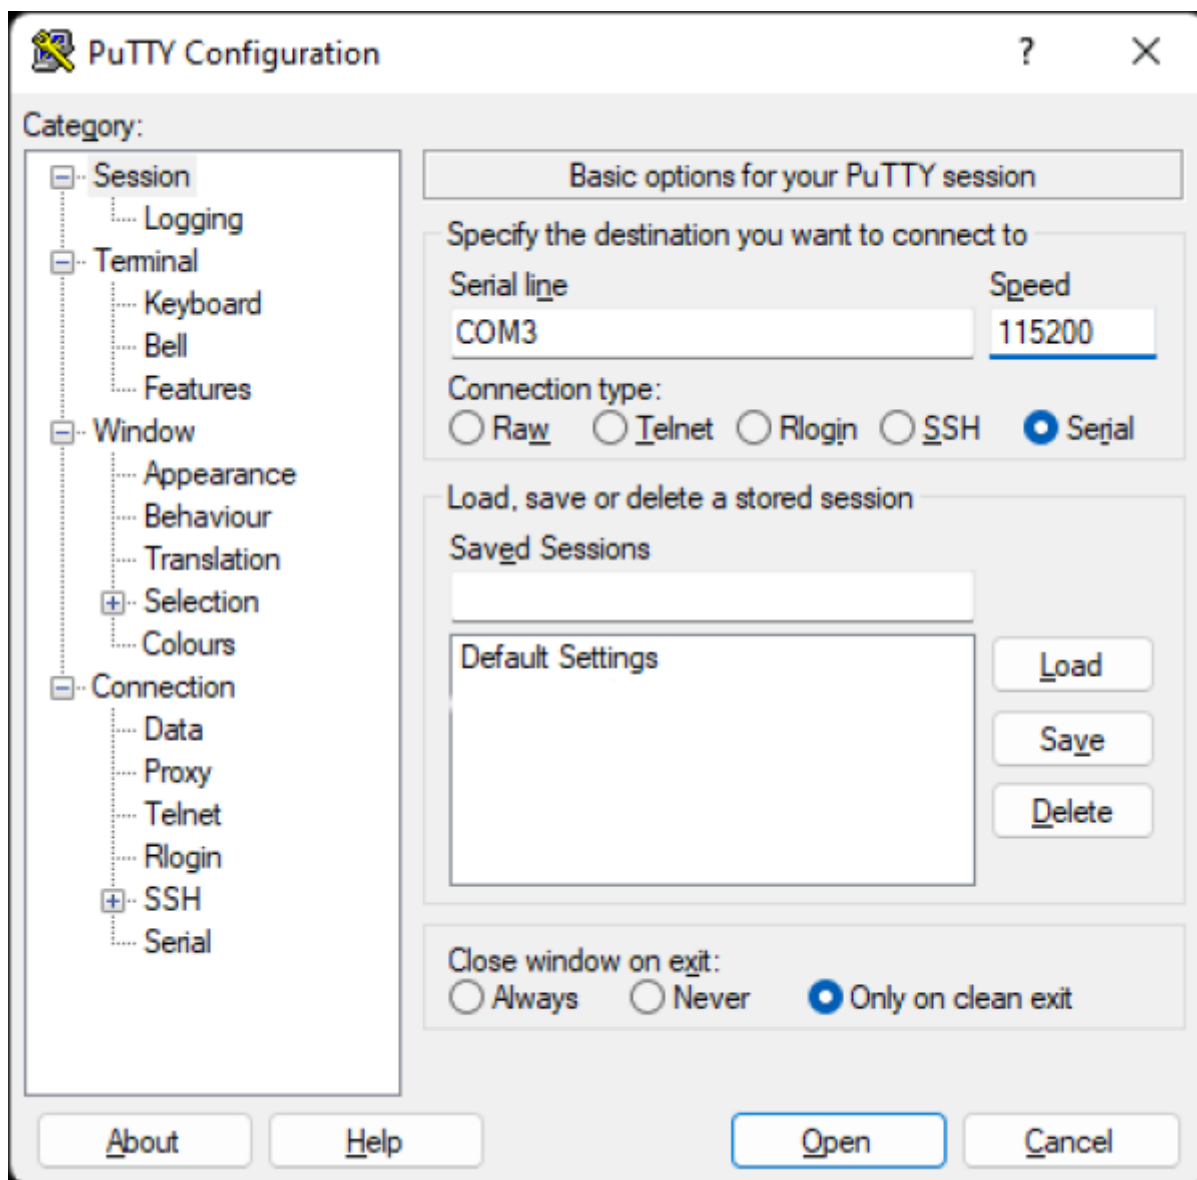 PuTTY Configuration
?
Category:
Session
Logging
Terminal
Keyboard
Bell
Features
Window
Appearance
Behaviour
Translation
Selection
Colours
Connection
Data
Proxy
Telnet
Rlogin
SSH
Serial
Basic options for your PuTTY session
Specify the destination you want to connect to
Serial line Speed
COM3 115200
Connection type:
Raw Telnet Rlogin SSH Serial
Load, save or delete a stored session
Saved Sessions
Default Settings
Load
Save
Delete
Close window on exit:
Always Never Only on clean exit
About Help Open Cancel